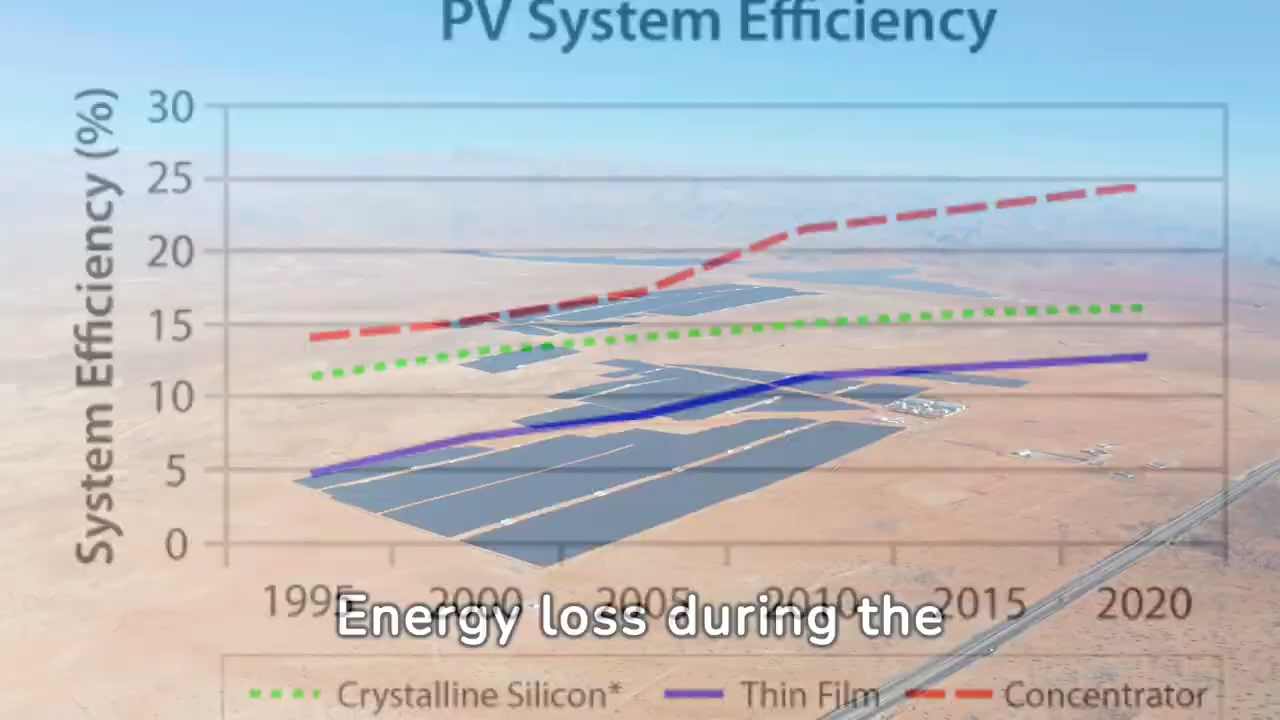 PV System Efficiency
System Efficiency (%)
30
25
20
15
10
5
0
1995 2000 2005 2010 2015 2020
Energy loss during the
Crystalline Silicon* Thin Film Concentrator